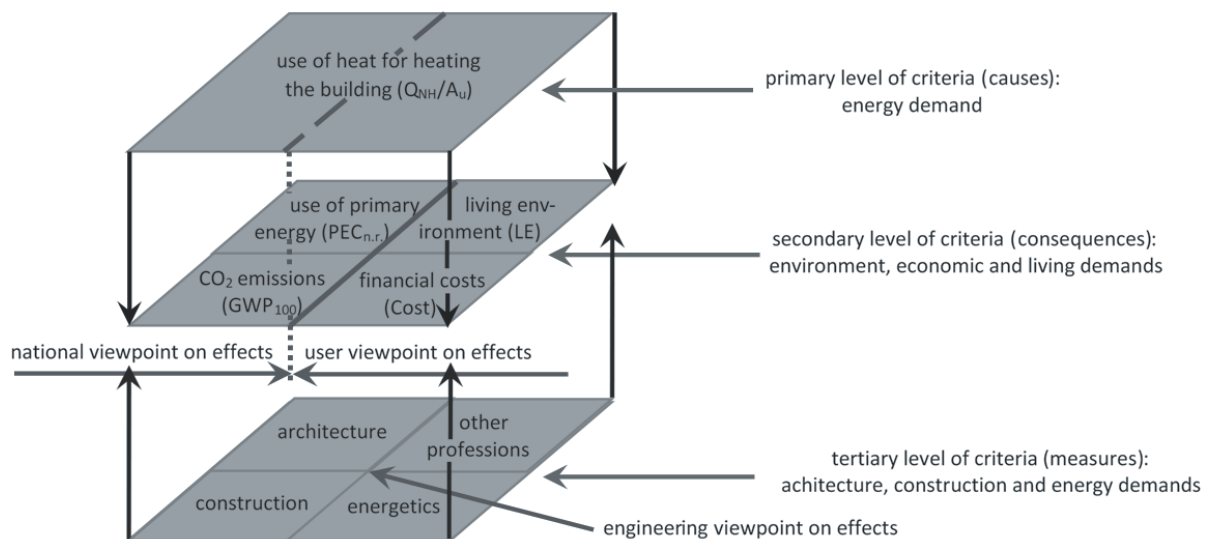 use of heat for heating
the building (QNH/Au)
primary level of criteria (causes):
energy demand
use of primary
energy (PECn.r.)
living env-
ironment (LE)
CO2 emissions
(GWP100)
financial costs
(Cost)
secondary level of criteria (consequences):
environment, economic and living demands
national viewpoint on effects
user viewpoint on effects
architecture
other
professions
construction
energetics
tertiary level of criteria (measures):
achitecture, construction and energy demands
engineering viewpoint on effects